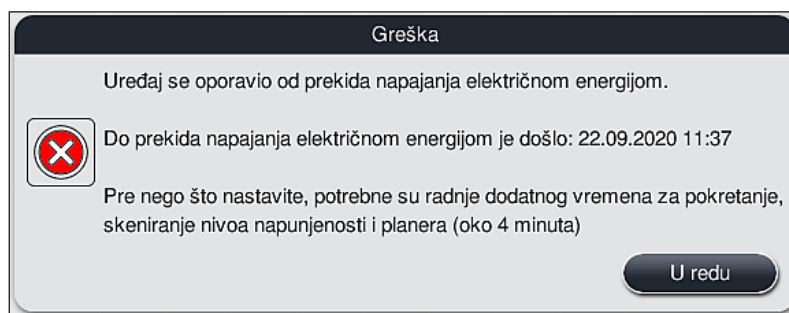 Greška
Uređaj se oporavio od prekida napajanja električnom energijom.
Do prekida napajanja električnom energijom je došlo: 22.09.2020 11:37
Pre nego što nastavite, potrebne su radnje dodatnog vremena za pokretanje,
skeniranje nivoa napunjenosti i planera (oko 4 minuta)
U redu